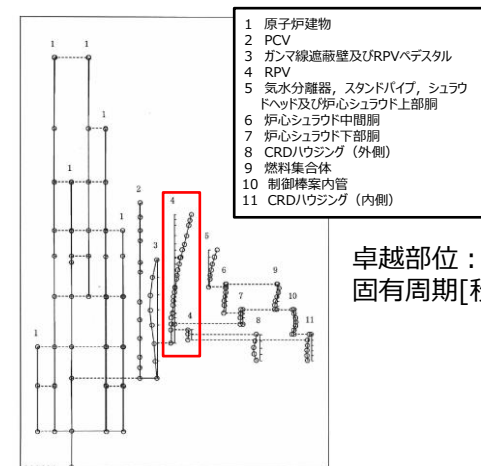 1 原子炉建物
2 PCV
3 ガンマ線遮蔽壁及びRPVペデスタル
4 RPV
5 気水分離器，スタンドパイプ，シュラウ
ドヘッド及び炉心シュラウド上部胴
6 炉心シュラウド中間胴
7 炉心シュラウド下部胴
8 CRDハウジング（外側）
9 燃料集合体
10 制御棒案内管
11 CRDハウジング（内側）
1 1
1
1
2
4
3
1
5
6
9
7
10
4
8
11
1
卓越部位：
固有周期[秒